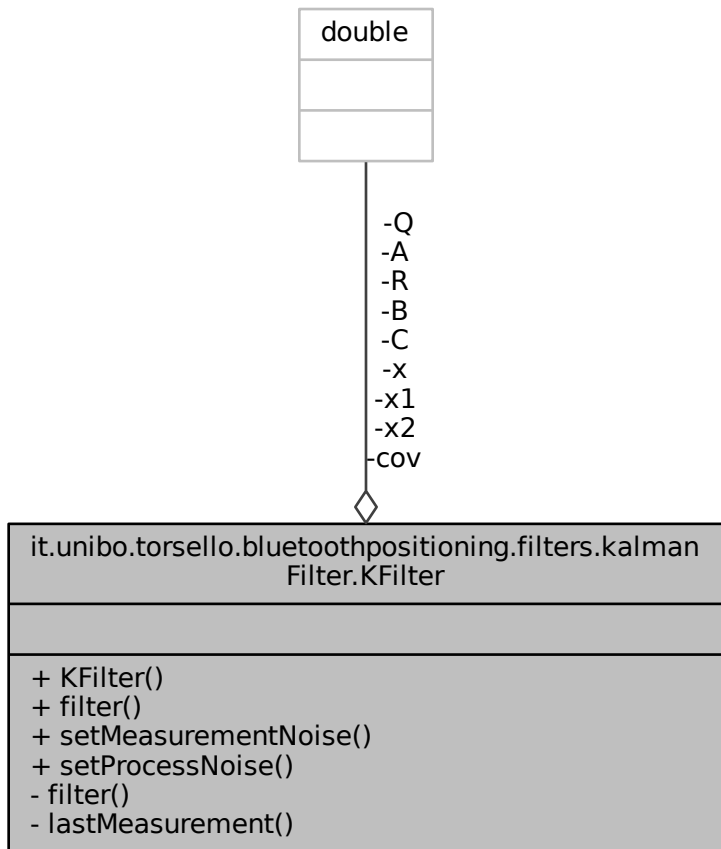 double
-Q
-A
-R
-B
-C
-x
-x1
-x2
-cov
it.unibo.torsello.bluetoothpositioning.filters.kalman
Filter.KFilter
+ KFilter()
+ filter()
+ setMeasurementNoise()
+ setProcessNoise()
- filter()
- lastMeasurement()